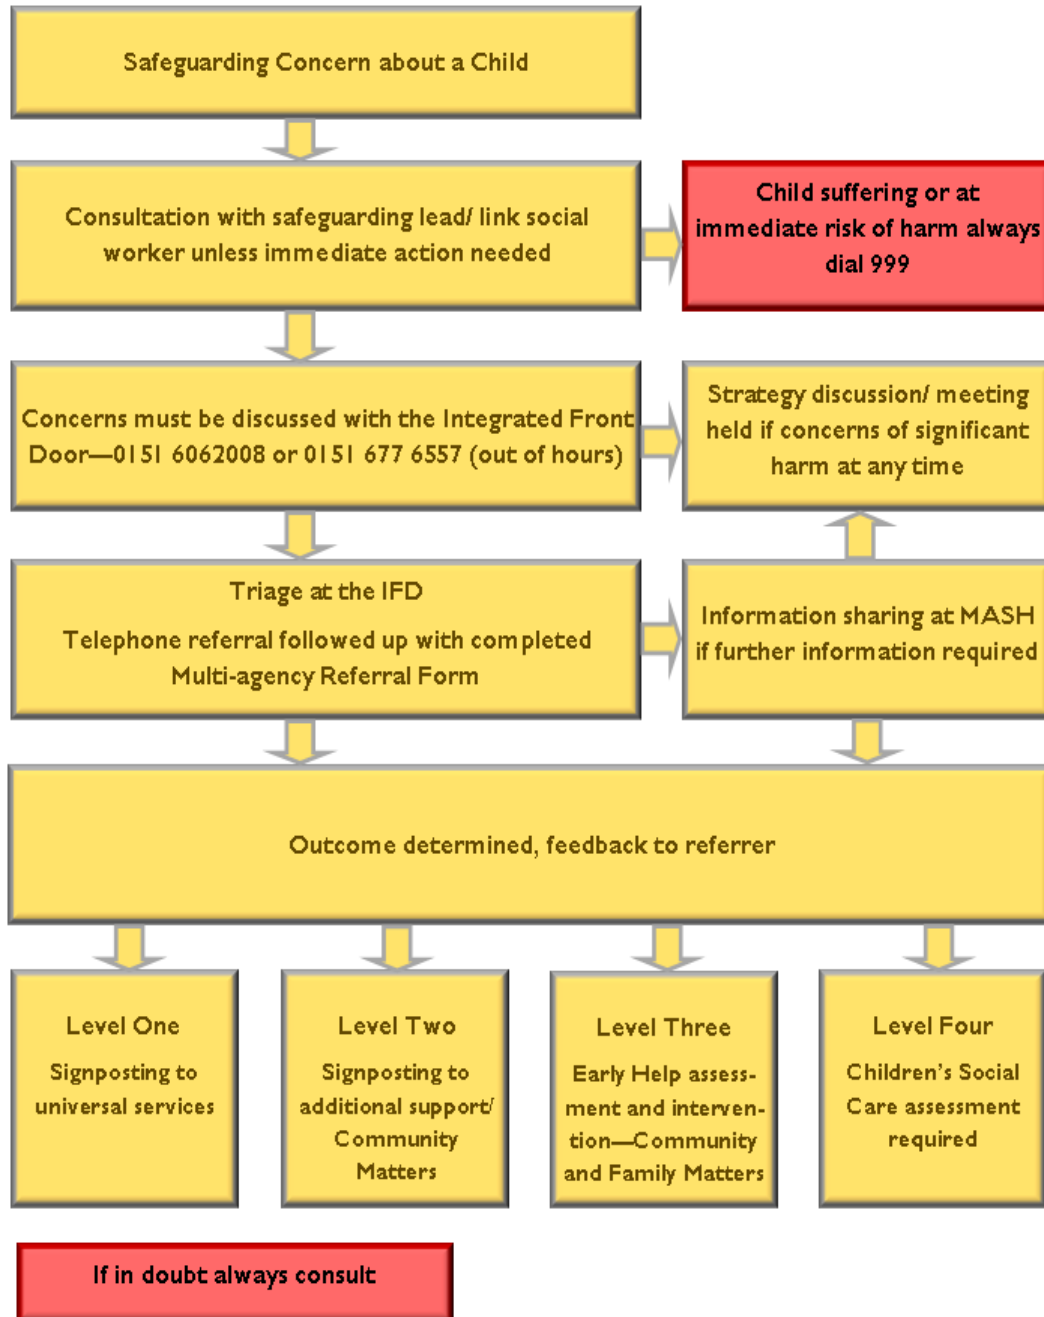 Safeguarding Concern about a Child
Consultation with safeguarding lead/ link social
worker unless immediate action needed
Child suffering or at
immediate risk of harm always
dial 999
Concerns must be discussed with the Integrated Front
Door—0151 6062008 or 0151 677 6557 (out of hours)
Strategy discussion/ meeting
held if concerns of significant
harm at any time
Triage at the IFD
Telephone referral followed up with completed
Multi-agency Referral Form
Information sharing at MASH
if further information required
Outcome determined, feedback to referrer
Level One
Signposting to
universal services
Level Two
Signposting to
additional support/
Community
Matters
Level Three
Early Help assess-
ment and interven-
tion—Community
and Family Matters
Level Four
Children's Social
Care assessment
required
If in doubt always consult